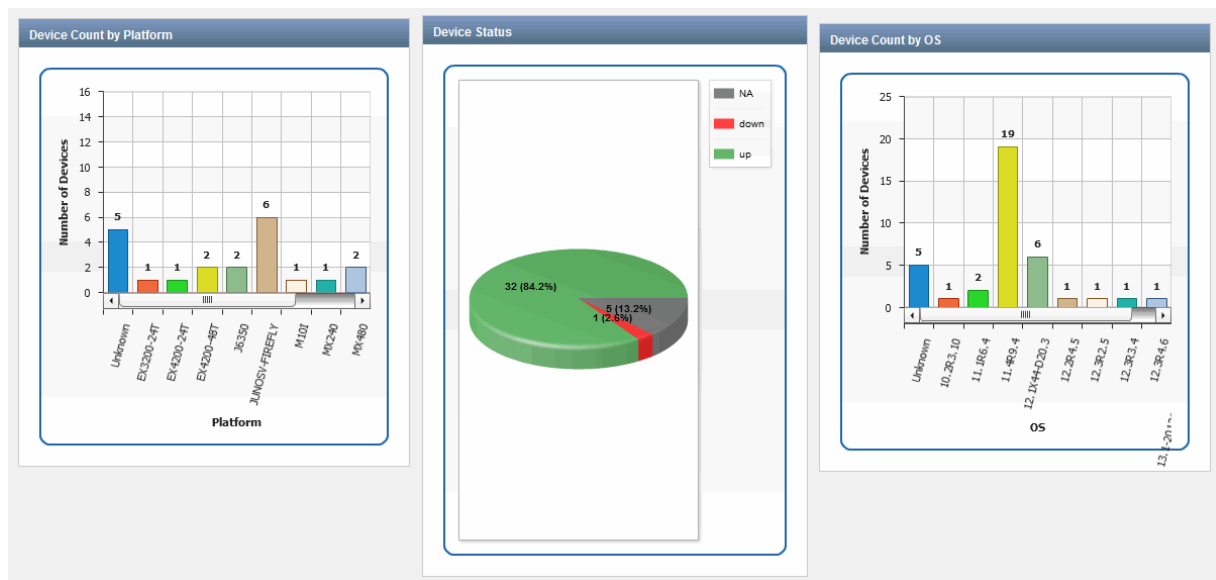 Device Count by Platform
16
14
12
10
8
6
4
2
0
Number of Devices
5
1
1
2
2
6
1
1
2
Unknown
EX3200-24T
EX4200-24T
EX4200-48T
J6350
JUNOSV-FIREFLY
M10I
MX240
MX480
Platform
Device Status
NA
down
up
32 (84.2%)
5 (13.2%)
1 (2.6%)
Device Count by OS
25
20
15
10
5
0
Number of Devices
5
1
2
19
6
1
1
1
1
Unknown
10.2R3.10
11.1R6.4
11.4R9.4
12.1X44-D20.3
12.2R4.5
12.3R2.5
12.3R3.4
12.3R4.6
OS